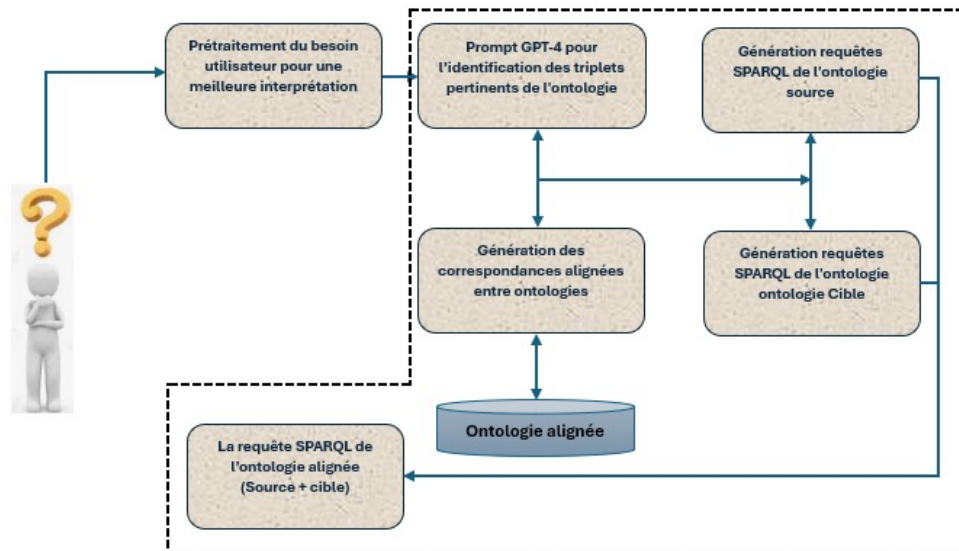 Prétraitement du besoin
utilisateur pour une
meilleure interprétation
Prompt GPT-4 pour
l'identification des triplets
pertinents de l'ontologie
Génération requêtes
SPARQL de l'ontologie
source
?
Génération des
correspondances alignées
entre ontologies
Génération requêtes
SPARQL de l'ontologie
ontologie Cible
Ontologie alignée
La requête SPARQL de
l'ontologie alignée
(Source + cible)